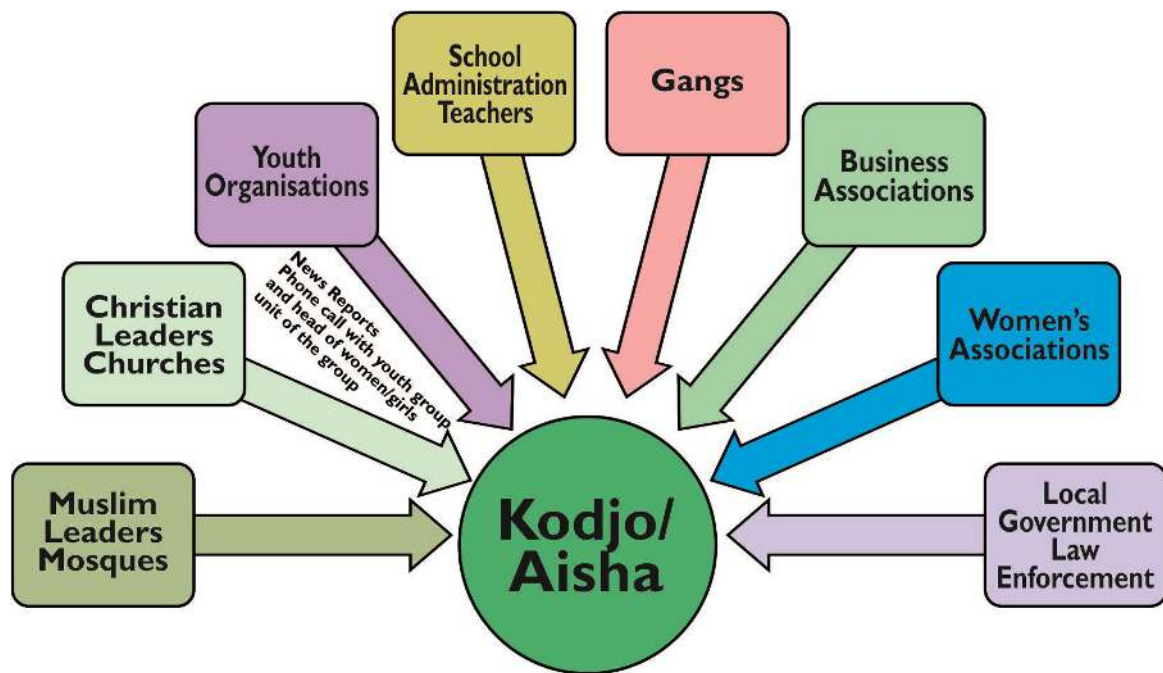 School
Administration
Teachers
Gangs
Youth
Organisations
Business
Associations
News Reports
Phone call with youth group
and head of women/girls
unit of the group
Christian
Leaders
Churches
Women's
Associations
Muslim
Leaders
Mosques
Kodjo/
Aisha
Local
Government
Law
Enforcement